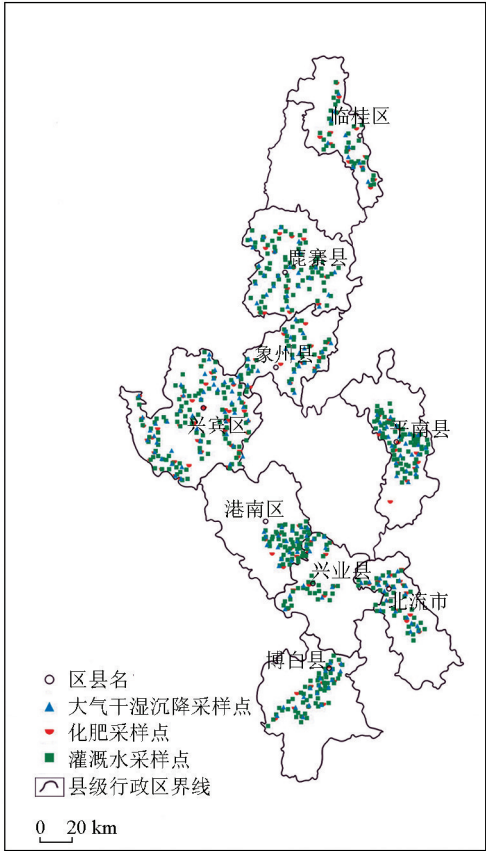 临桂区
鹿寨县
象州县
兴宾区
平南县
港南区
兴业县
北流市
博白县
区县名
大气干湿沉降采样点
化肥采样点
灌溉水采样点
县级行政区界线
0 20 km